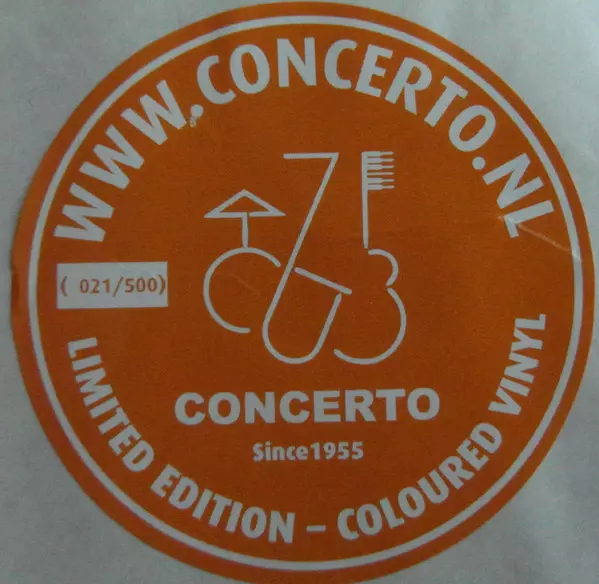 WWW.CONCERTO.NL
( 021/500)
CONCERTO
Since1955
LIMITED EDITION – COLOURED VINYL